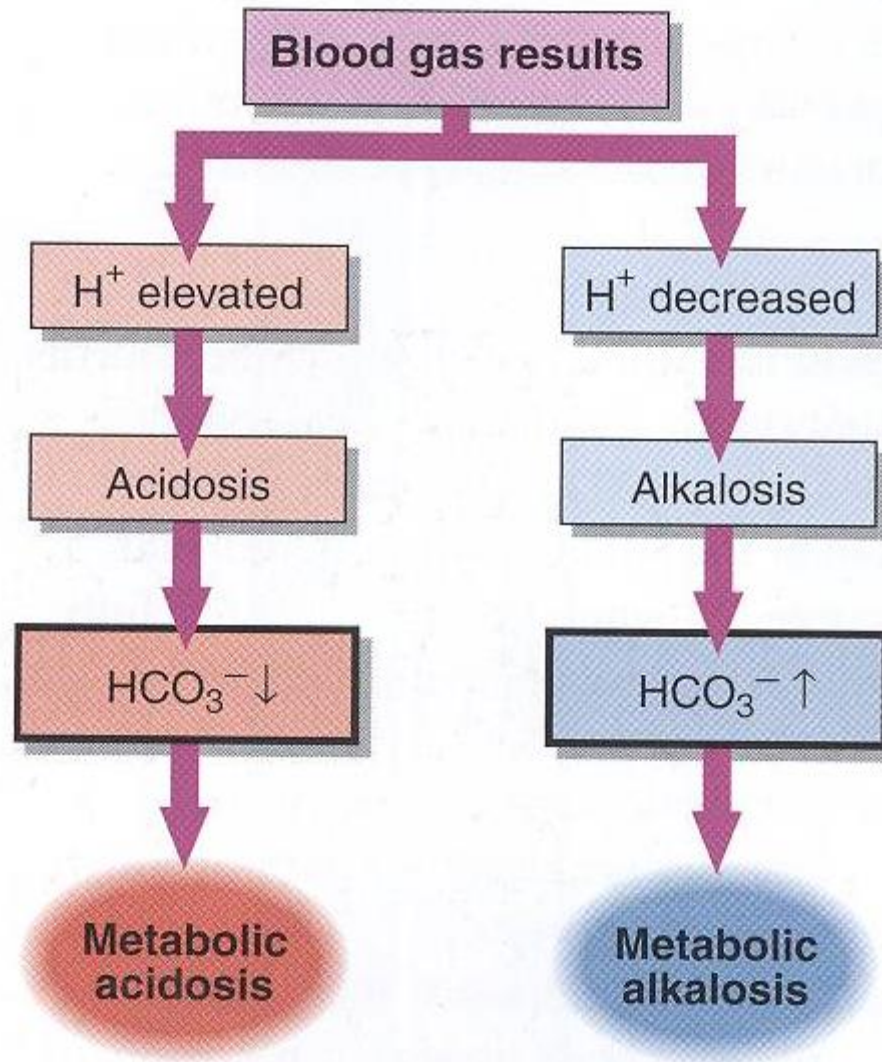 Blood gas results
H⁺ elevated
H⁺ decreased
Acidosis
Alkalosis
HCO₃⁻ ↓
HCO₃⁻ ↑
Metabolic
acidosis
Metabolic
alkalosis